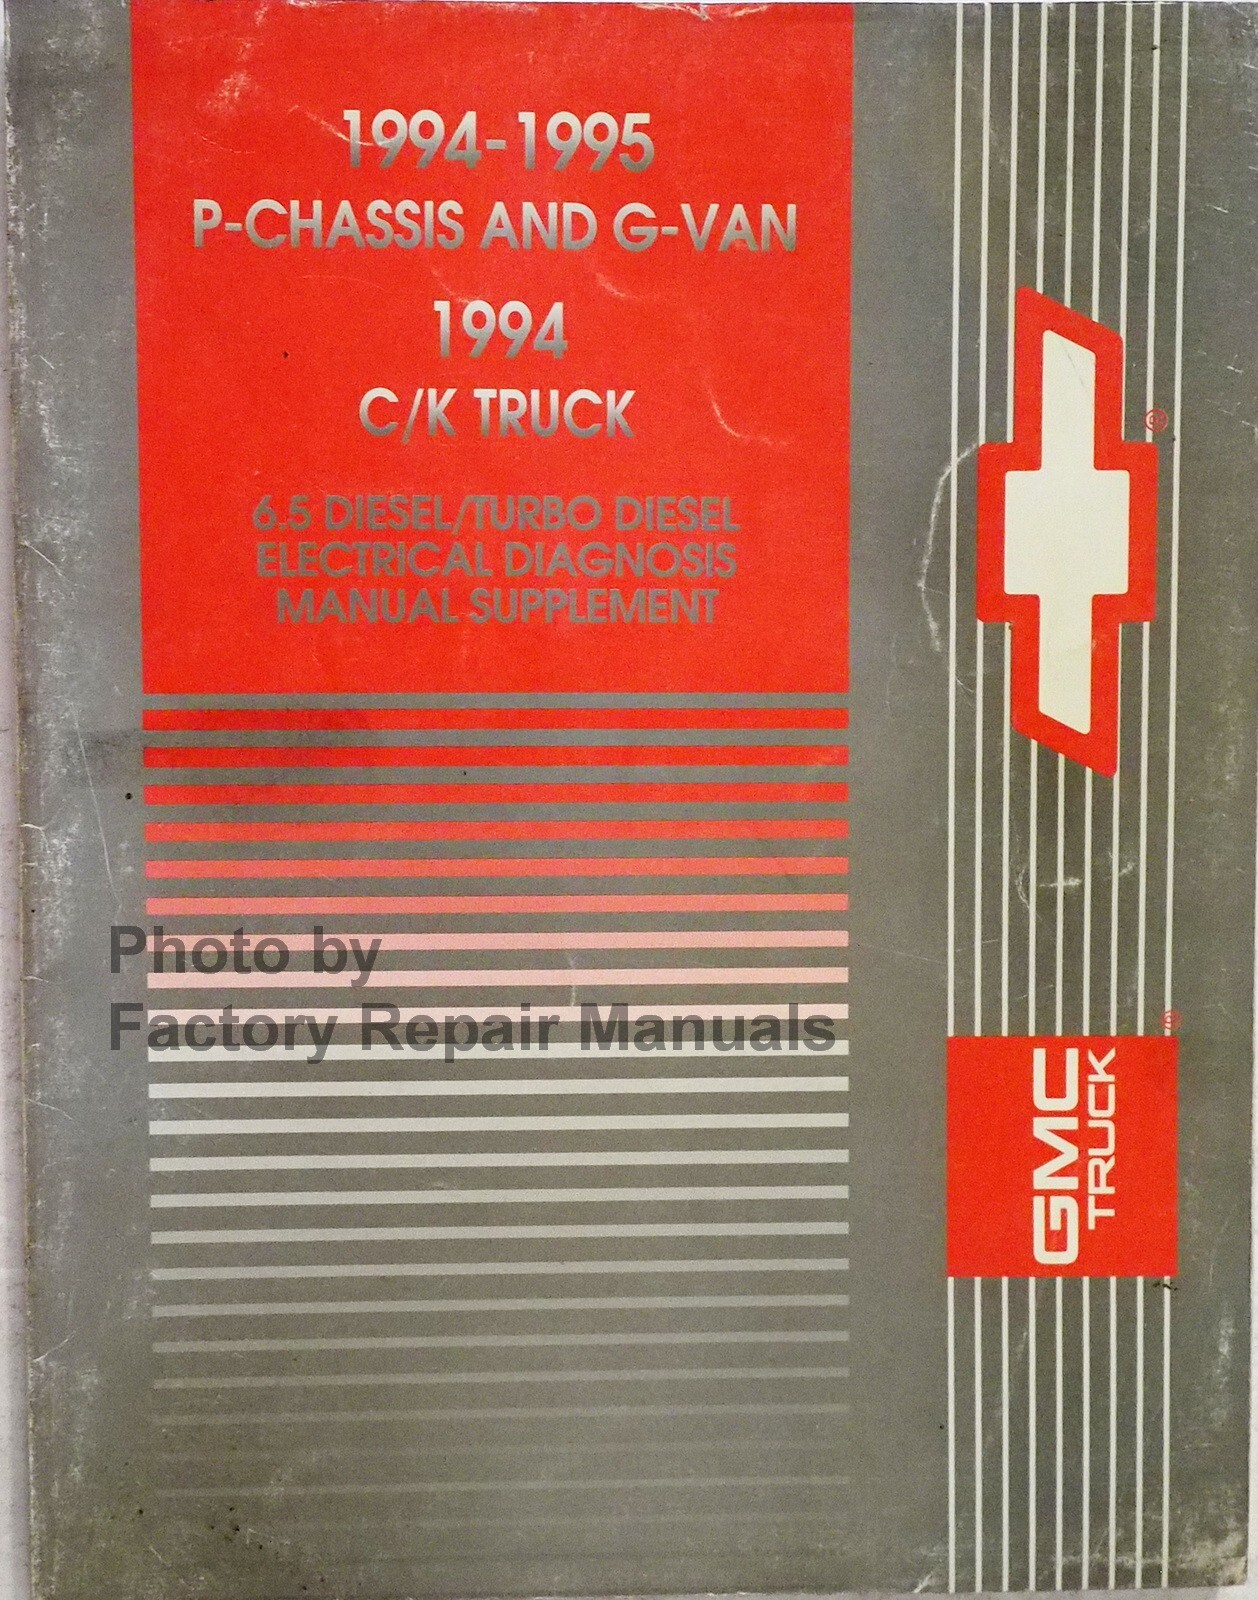 1994-1995
P-CHASSIS AND G-VAN
1994
C/K TRUCK
6.5 DIESEL/TURBO DIESEL
ELECTRICAL DIAGNOSIS
MANUAL SUPPLEMENT
®
Photo by
Factory Repair Manuals
®
GMC
TRUCK